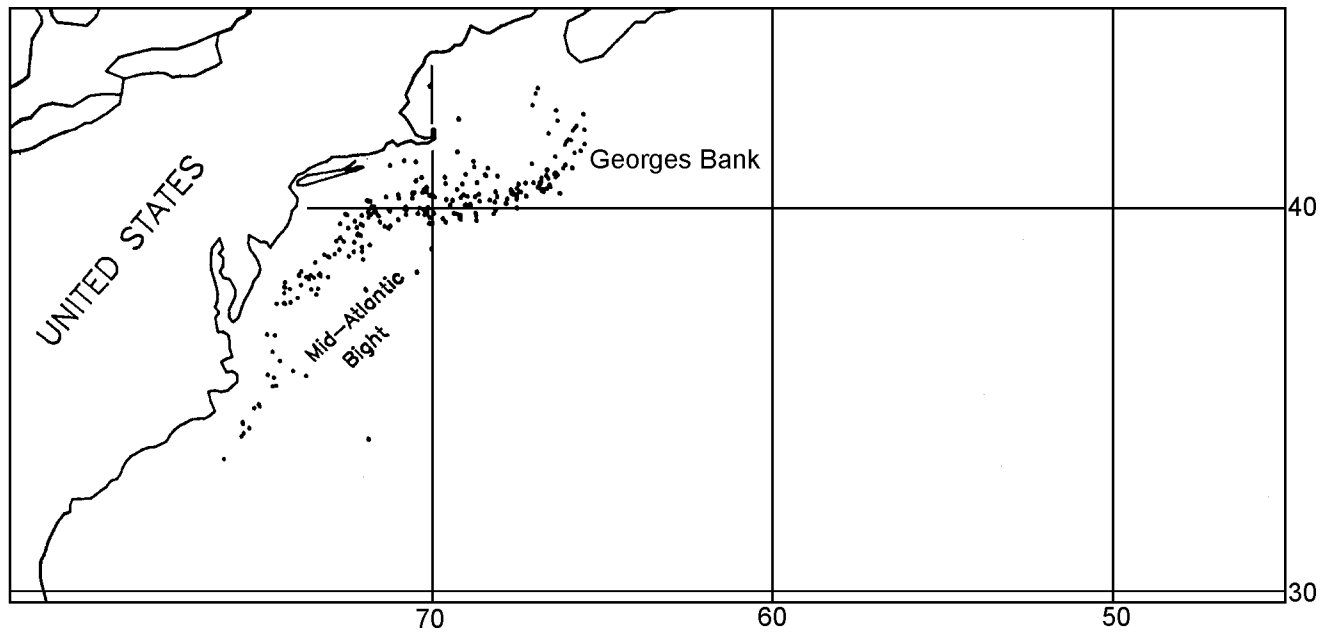 Georges Bank
UNITED STATES
40
Mid-Atlantic
Bight
30
70
60
50